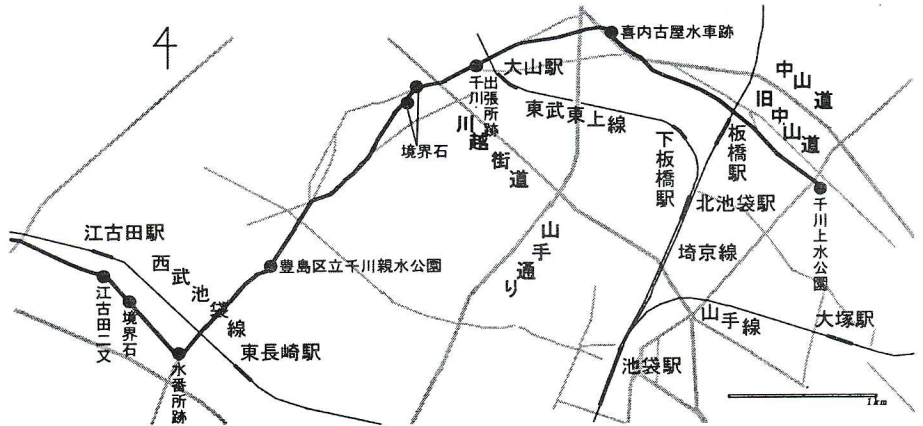 喜内古屋水車跡
中山道
旧中山道
大山駅
千川
出張所跡
東武東上線
板橋駅
境界石
川越街道
下板橋駅
北池袋駅
千川上水公園
江古田駅
豊島区立千川親水公園
山手通り
埼京線
西武池袋線
江古田二又
境界石
東長崎駅
水番所跡
山手線
大塚駅
池袋駅
1km